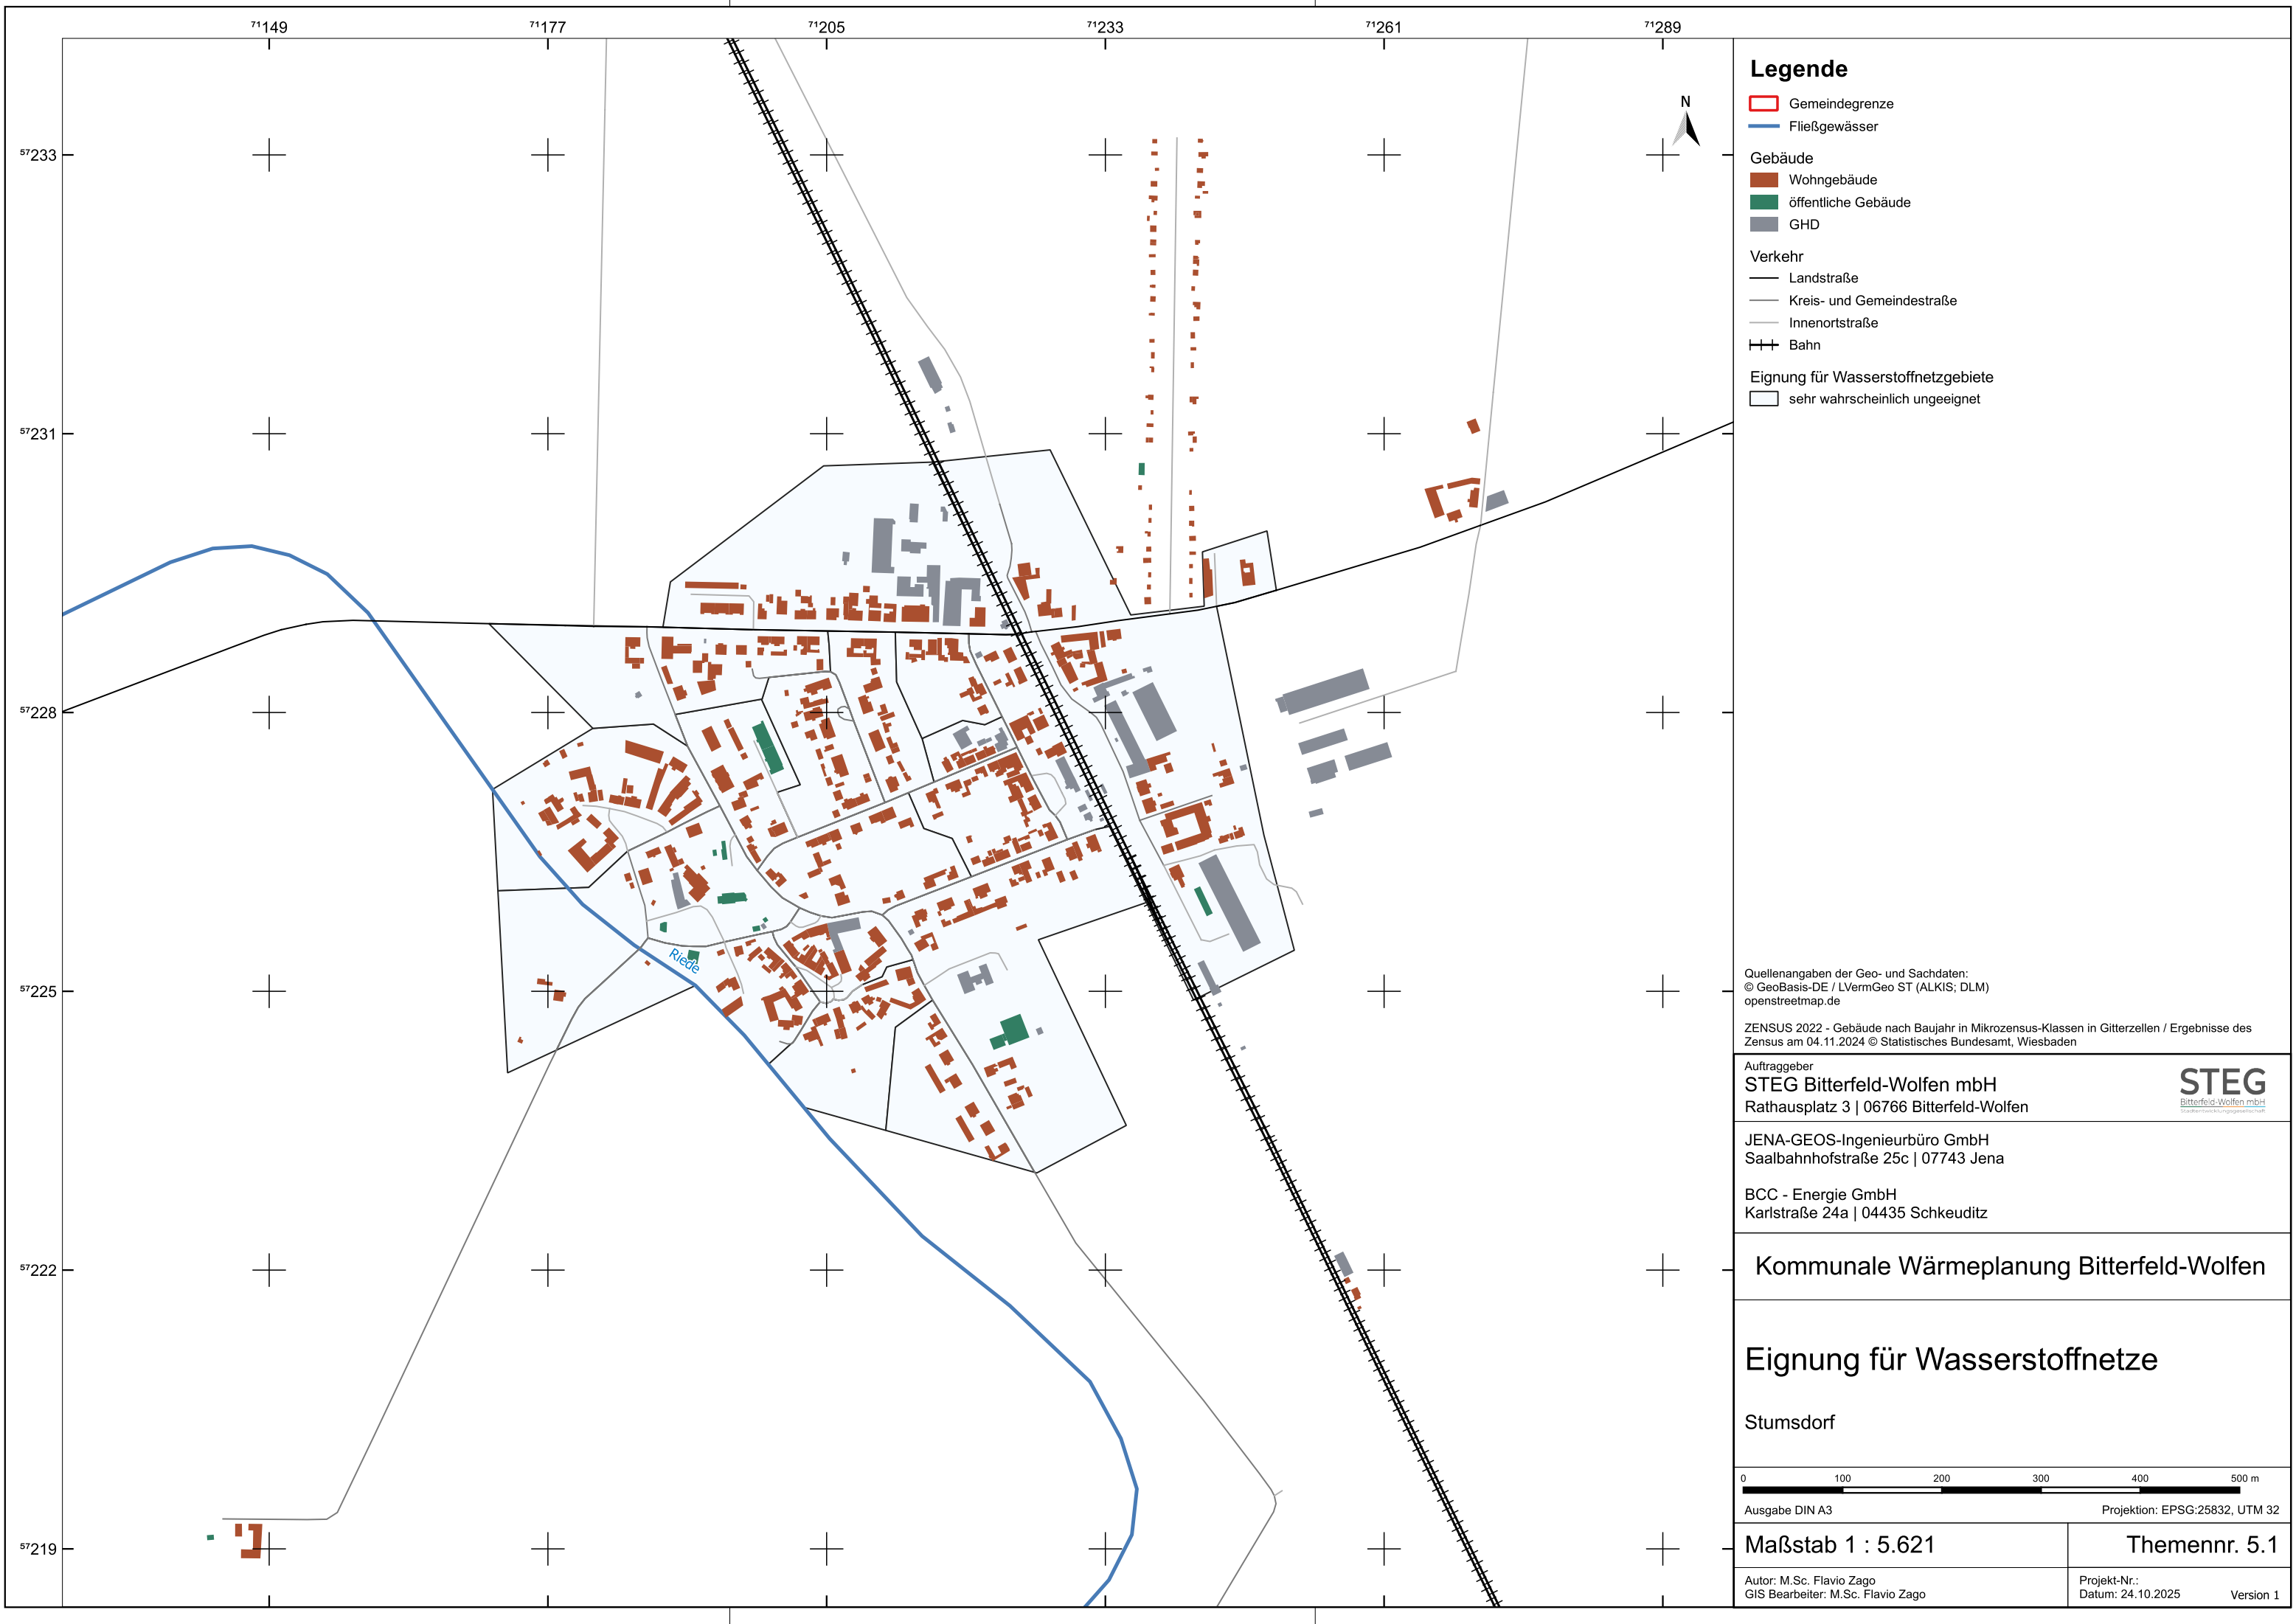 71149
71177
71205
71233
71261
71289
57233
57231
57228
57225
57222
57219
Riede
N
Legende
Gemeindegrenze
Fließgewässer
Gebäude
Wohngebäude
öffentliche Gebäude
GHD
Verkehr
Landstraße
Kreis- und Gemeindestraße
Innenortstraße
Bahn
Eignung für Wasserstoffnetzgebiete
sehr wahrscheinlich ungeeignet
Quellenangaben der Geo- und Sachdaten:
© GeoBasis-DE / LVermGeo ST (ALKIS; DLM)
openstreetmap.de
ZENSUS 2022 - Gebäude nach Baujahr in Mikrozensus-Klassen in Gitterzellen / Ergebnisse des
Zensus am 04.11.2024 © Statistisches Bundesamt, Wiesbaden
Auftraggeber
STEG Bitterfeld-Wolfen mbH
Rathausplatz 3 | 06766 Bitterfeld-Wolfen
STEG
Bitterfeld-Wolfen mbH
Stadtentwicklungsgesellschaft
JENA-GEOS-Ingenieurbüro GmbH
Saalbahnhofstraße 25c | 07743 Jena
BCC - Energie GmbH
Karlstraße 24a | 04435 Schkeuditz
Kommunale Wärmeplanung Bitterfeld-Wolfen
Eignung für Wasserstoffnetze
Stumsdorf
0 100 200 300 400 500 m
Ausgabe DIN A3 Projektion: EPSG:25832, UTM 32
Maßstab 1 : 5.621 Themennr. 5.1
Autor: M.Sc. Flavio Zago
GIS Bearbeiter: M.Sc. Flavio Zago
Projekt-Nr.:
Datum: 24.10.2025 Version 1